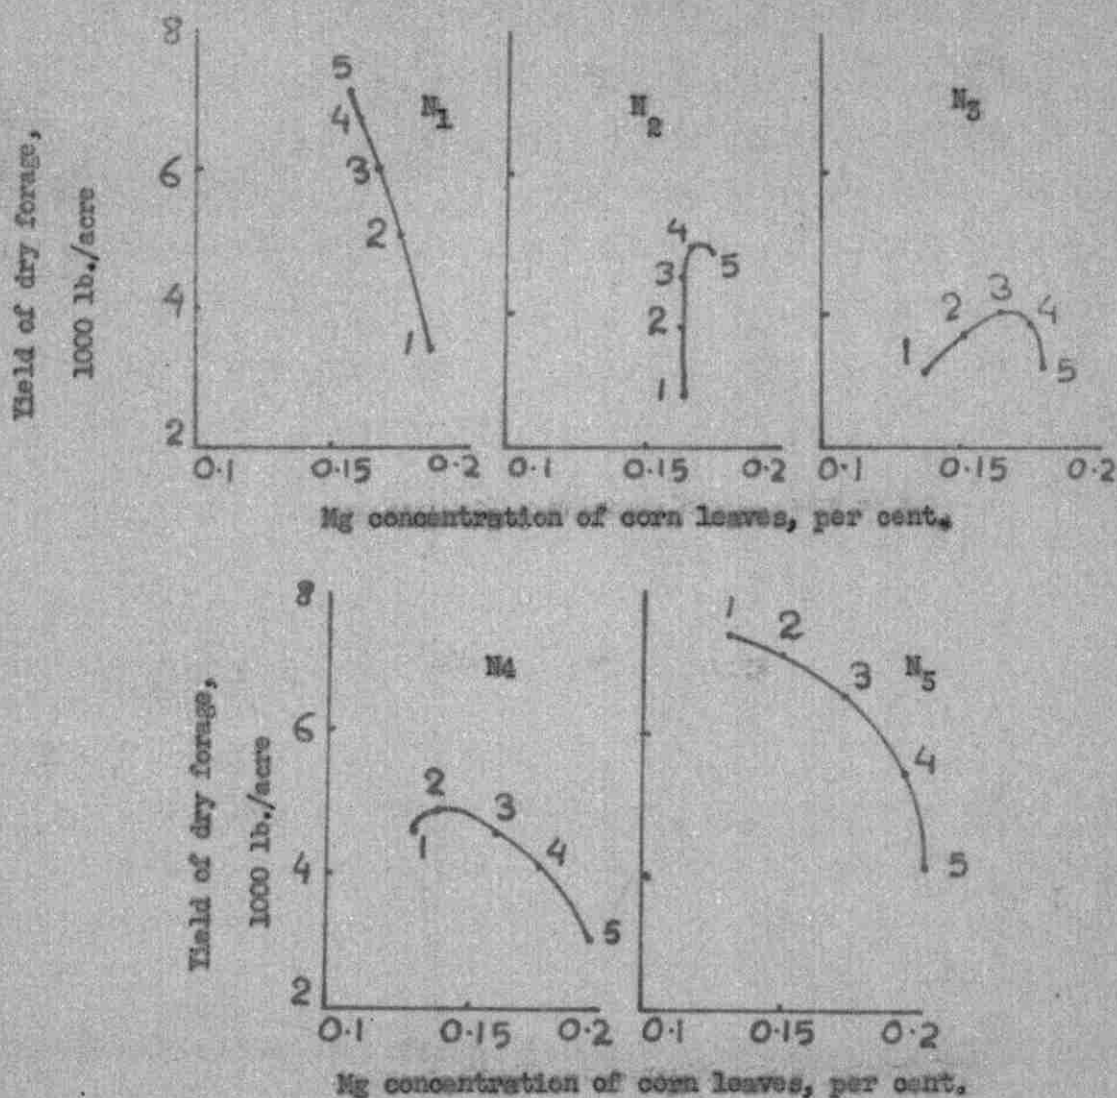 8
5
4
N1
N2
N3
6
3
2
4
5
3
4
2
1
1
2
3
4
1
5
2
0.1 0.15 0.2 0.1 0.15 0.2 0.1 0.15 0.2
Yield of dry forage,
1000 lb./acre
Mg concentration of corn leaves, per cent.
8
1
2
N4
3
N5
6
4
2
3
1
4
4
5
5
2
0.1 0.15 0.2 0.1 0.15 0.2
Yield of dry forage,
1000 lb./acre
Mg concentration of corn leaves, per cent.